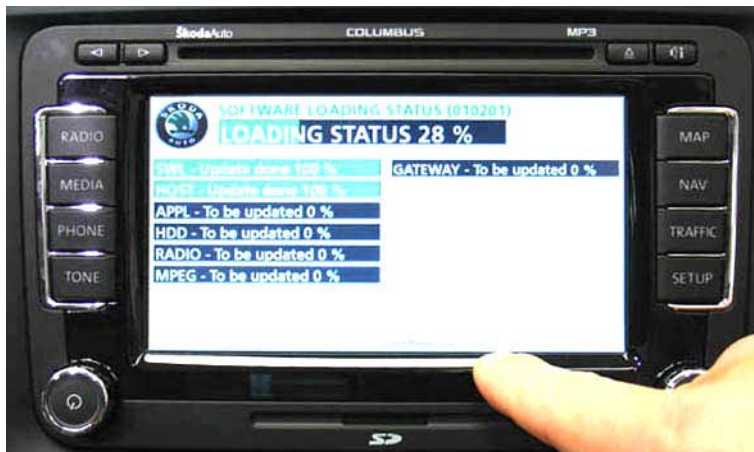 ŠkodaAuto COLUMBUS MP3
RADIO
MEDIA
PHONE
TONE
ŠKODA
AUTO
SOFTWARE LOADING STATUS (010201)
LOADING STATUS 28 %
SWL - Update done 100 %
HOST - Update done 100 %
APPL - To be updated 0 %
HDD - To be updated 0 %
RADIO - To be updated 0 %
MPEG - To be updated 0 %
GATEWAY - To be updated 0 %
MAP
NAV
TRAFFIC
SETUP
SD